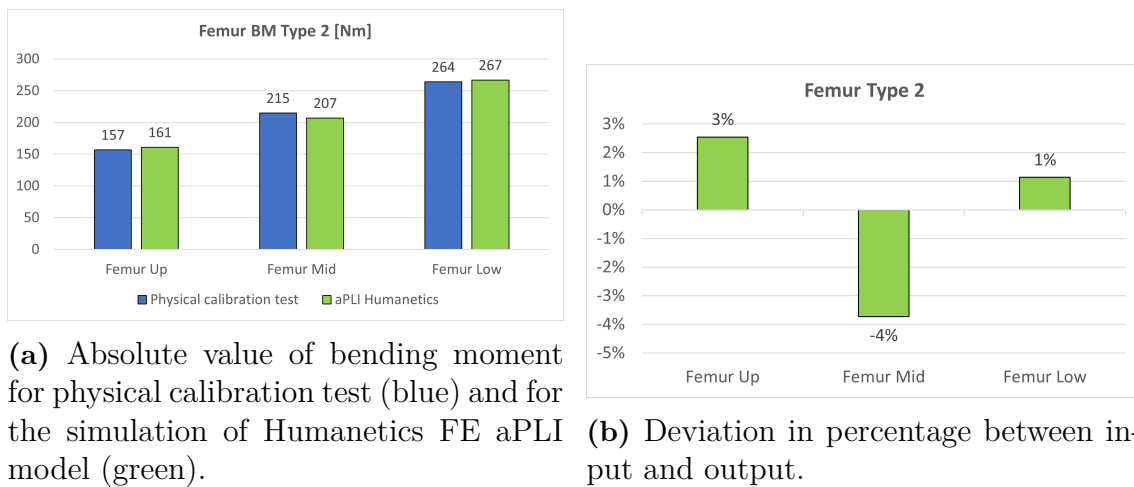 Femur BM Type 2 [Nm]
300
250
200
150
100
50
0
157
161
215
207
264
267
Femur Up
Femur Mid
Femur Low
Physical calibration test
aPLI Humanetics
(a) Absolute value of bending moment
for physical calibration test (blue) and for
the simulation of Humanetics FE aPLI
model (green).
Femur Type 2
3%
2%
1%
0%
-1%
-2%
-3%
-4%
-5%
3%
-4%
1%
Femur Up
Femur Mid
Femur Low
(b) Deviation in percentage between in-
put and output.